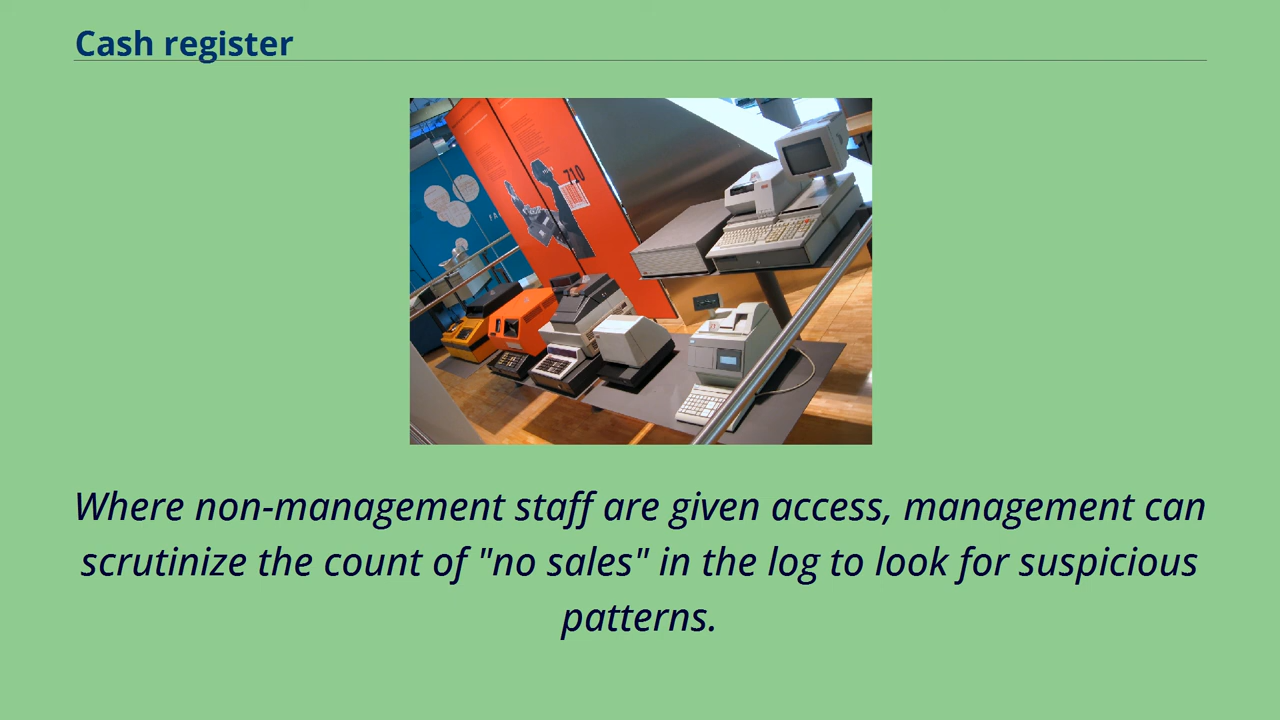 Cash register
710
Where non-management staff are given access, management can
scrutinize the count of "no sales" in the log to look for suspicious
patterns.